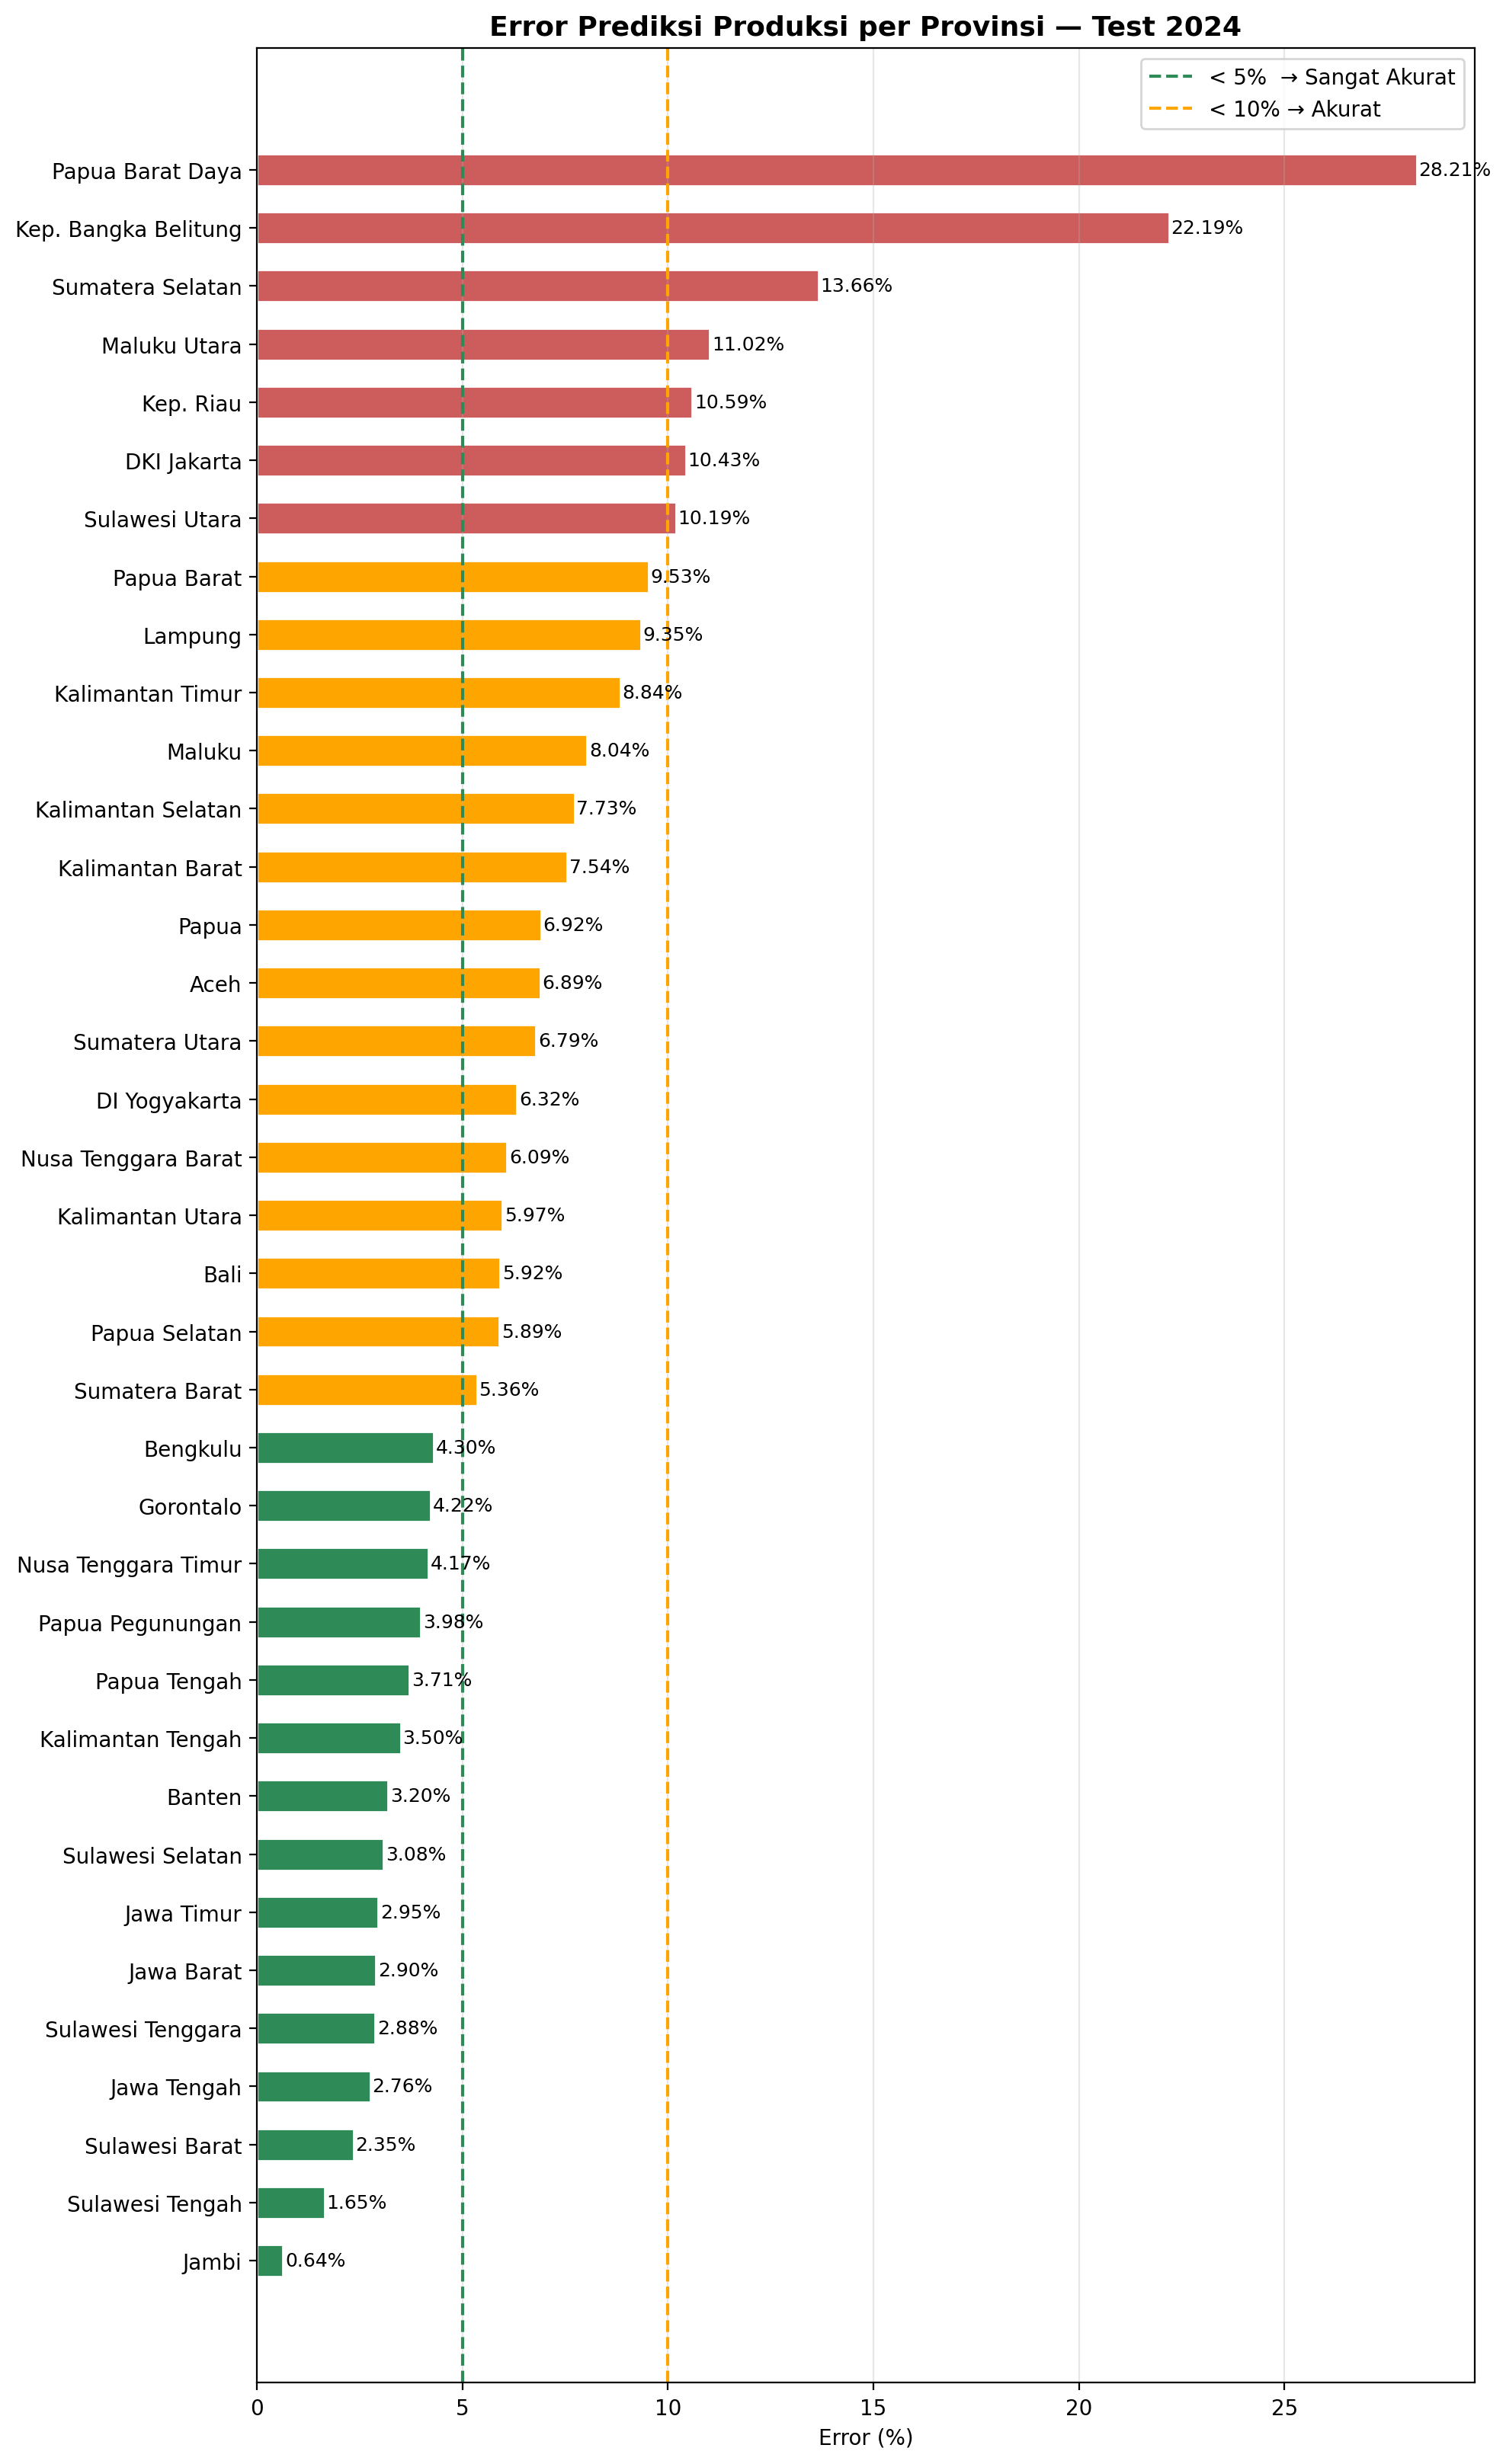 Error Prediksi Produksi per Provinsi — Test 2024
< 5%  → Sangat Akurat
< 10% → Akurat
Papua Barat Daya 28.21%
Kep. Bangka Belitung 22.19%
Sumatera Selatan 13.66%
Maluku Utara 11.02%
Kep. Riau 10.59%
DKI Jakarta 10.43%
Sulawesi Utara 10.19%
Papua Barat 9.53%
Lampung 9.35%
Kalimantan Timur 8.84%
Maluku 8.04%
Kalimantan Selatan 7.73%
Kalimantan Barat 7.54%
Papua 6.92%
Aceh 6.89%
Sumatera Utara 6.79%
DI Yogyakarta 6.32%
Nusa Tenggara Barat 6.09%
Kalimantan Utara 5.97%
Bali 5.92%
Papua Selatan 5.89%
Sumatera Barat 5.36%
Bengkulu 4.30%
Gorontalo 4.22%
Nusa Tenggara Timur 4.17%
Papua Pegunungan 3.98%
Papua Tengah 3.71%
Kalimantan Tengah 3.50%
Banten 3.20%
Sulawesi Selatan 3.08%
Jawa Timur 2.95%
Jawa Barat 2.90%
Sulawesi Tenggara 2.88%
Jawa Tengah 2.76%
Sulawesi Barat 2.35%
Sulawesi Tengah 1.65%
Jambi 0.64%
0 5 10 15 20 25
Error (%)